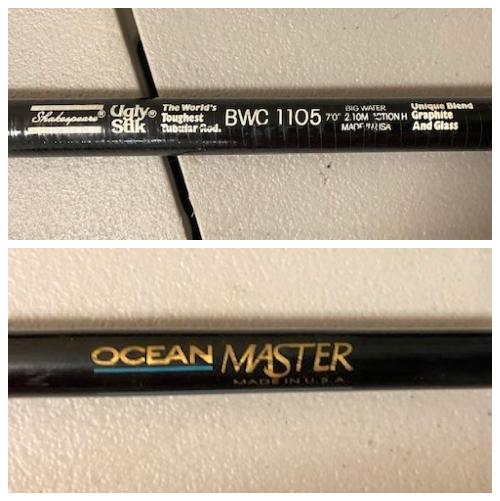 Shakespeare® Ugly Stik® The World's Toughest Tubular Rod. BWC 1105 7'0" BIG WATER 2.10M ACTION H MADE IN USA Unique Blend Graphite And Glass
OCEAN MASTER
MADE IN U.S.A.